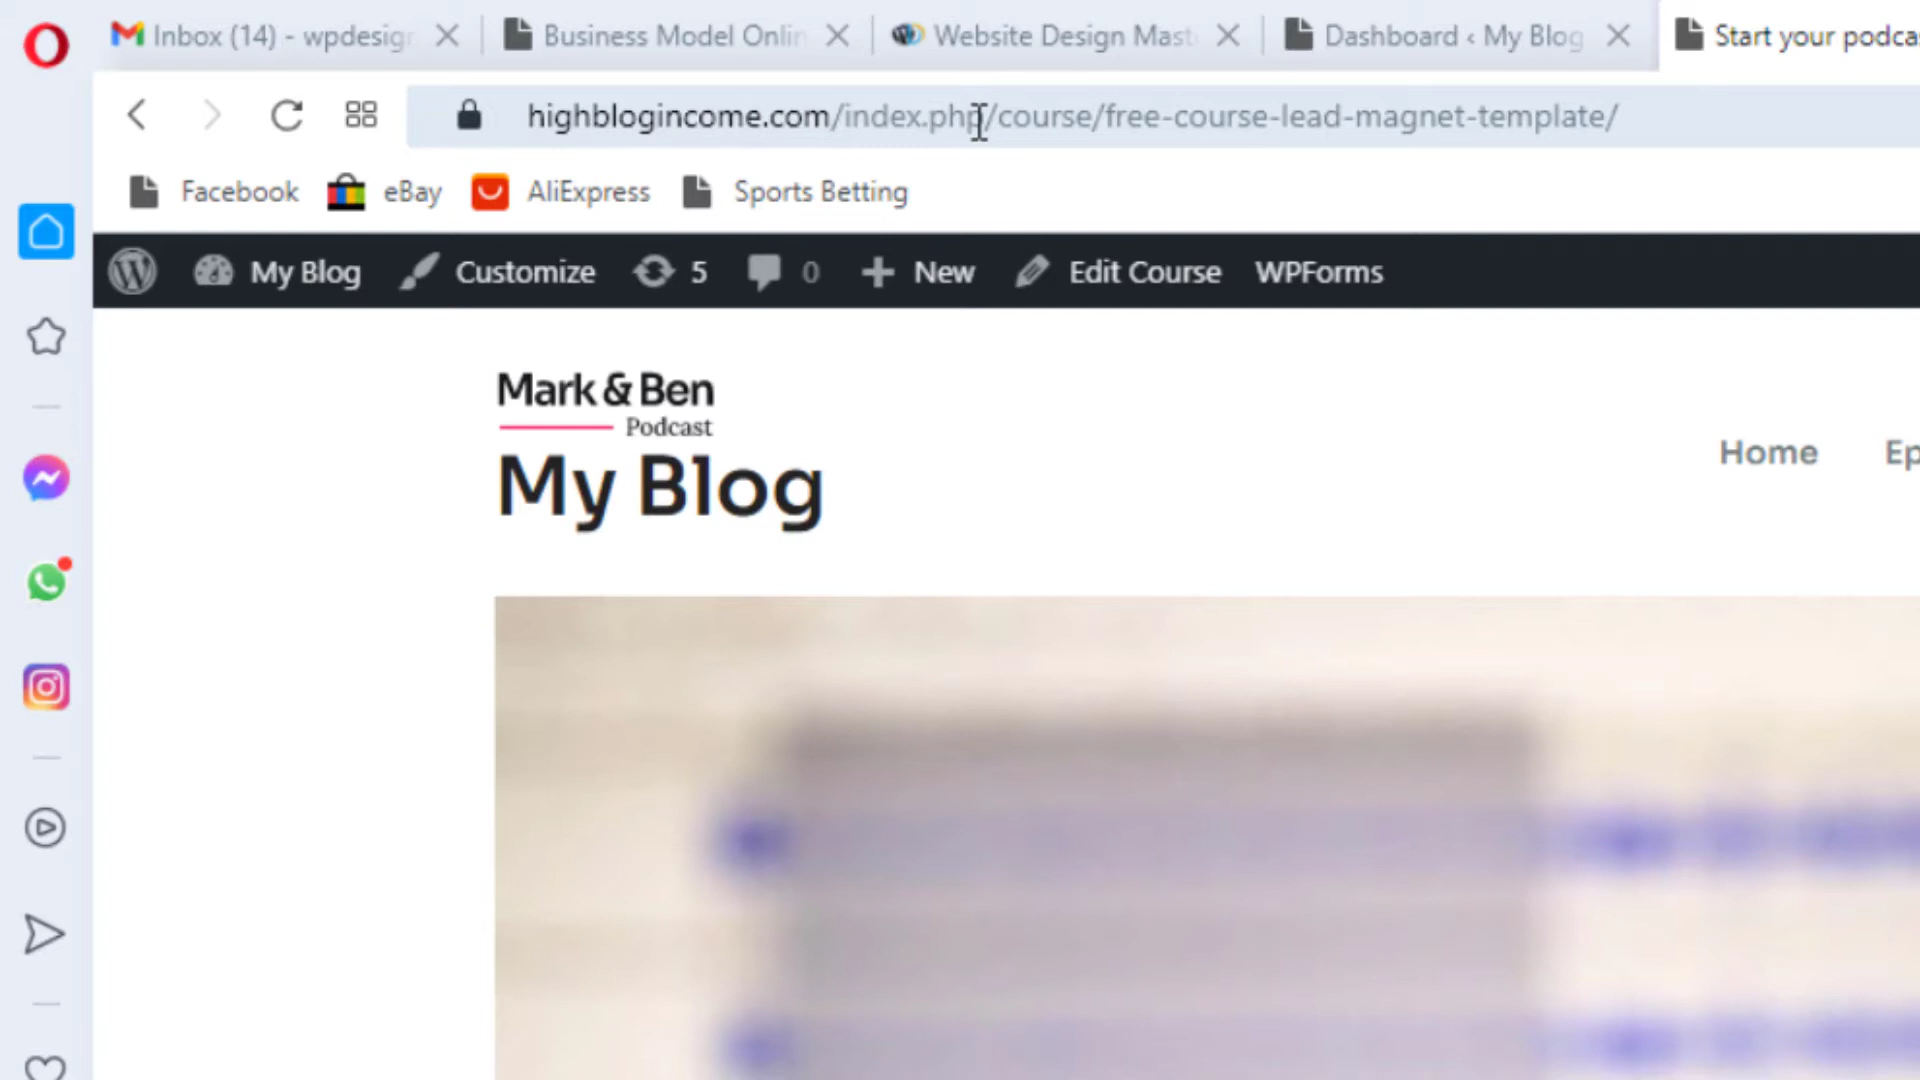 Inbox (14) - wpdesign
Business Model Onlin
Website Design Mast
Dashboard ‹ My Blog
Start your podca
highblogincome.com/index.php/course/free-course-lead-magnet-template/
Facebook
eBay
AliExpress
Sports Betting
My Blog
Customize
5
0
New
Edit Course
WPForms
Mark & Ben
Podcast
My Blog
Home
Ep